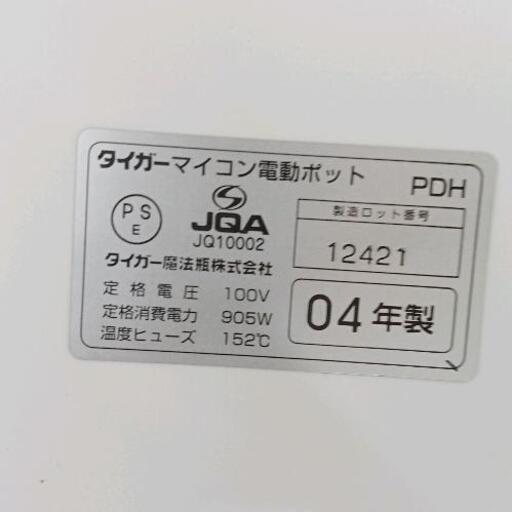 タイガーマイコン電動ポット PDH
PS
E
JQA
JQ10002
製造ロット番号
12421
タイガー魔法瓶株式会社
定格電圧 100V
定格消費電力 905W
温度ヒューズ 152℃
04年製